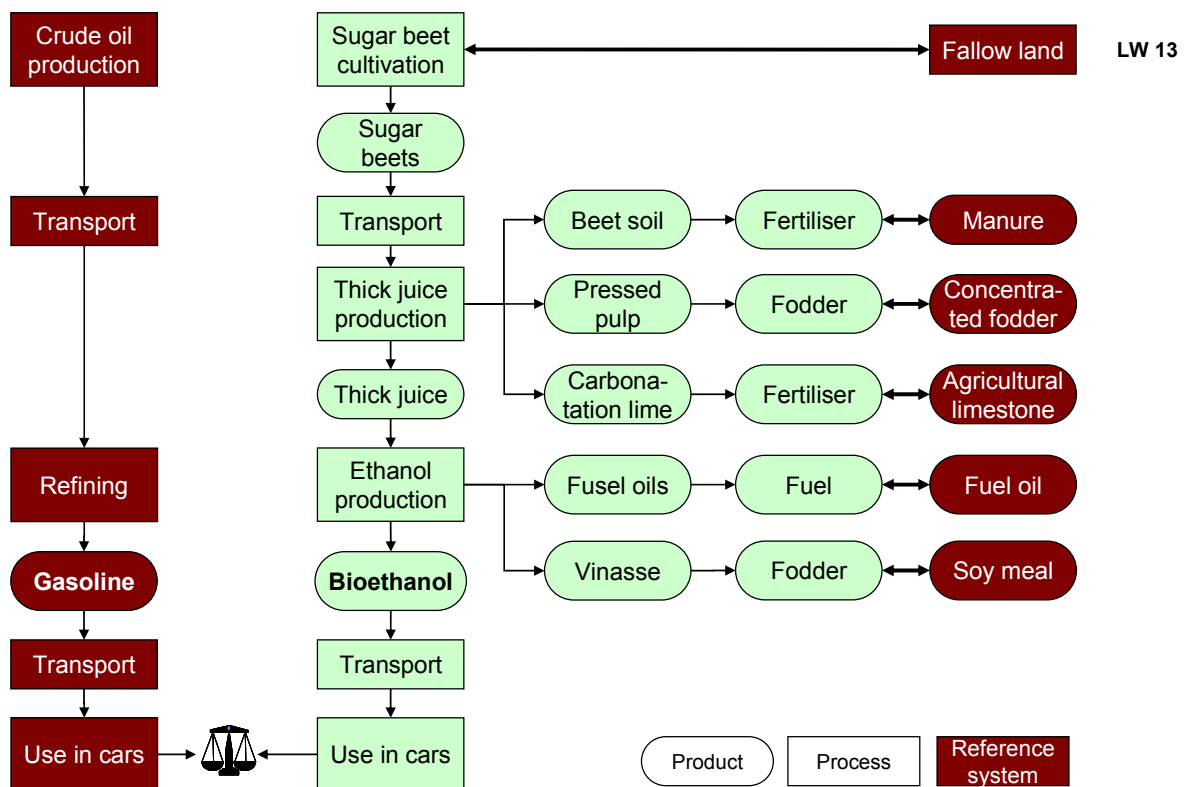 Crude oil
production
Sugar beet
cultivation
Fallow land
LW 13
Sugar
beets
Transport
Transport
Beet soil
Fertiliser
Manure
Thick juice
production
Pressed
pulp
Fodder
Concentra-
ted fodder
Thick juice
Carbona-
tation lime
Fertiliser
Agricultural
limestone
Refining
Ethanol
production
Fusel oils
Fuel
Fuel oil
Gasoline
Bioethanol
Vinasse
Fodder
Soy meal
Transport
Transport
Use in cars
Use in cars
Product
Process
Reference
system